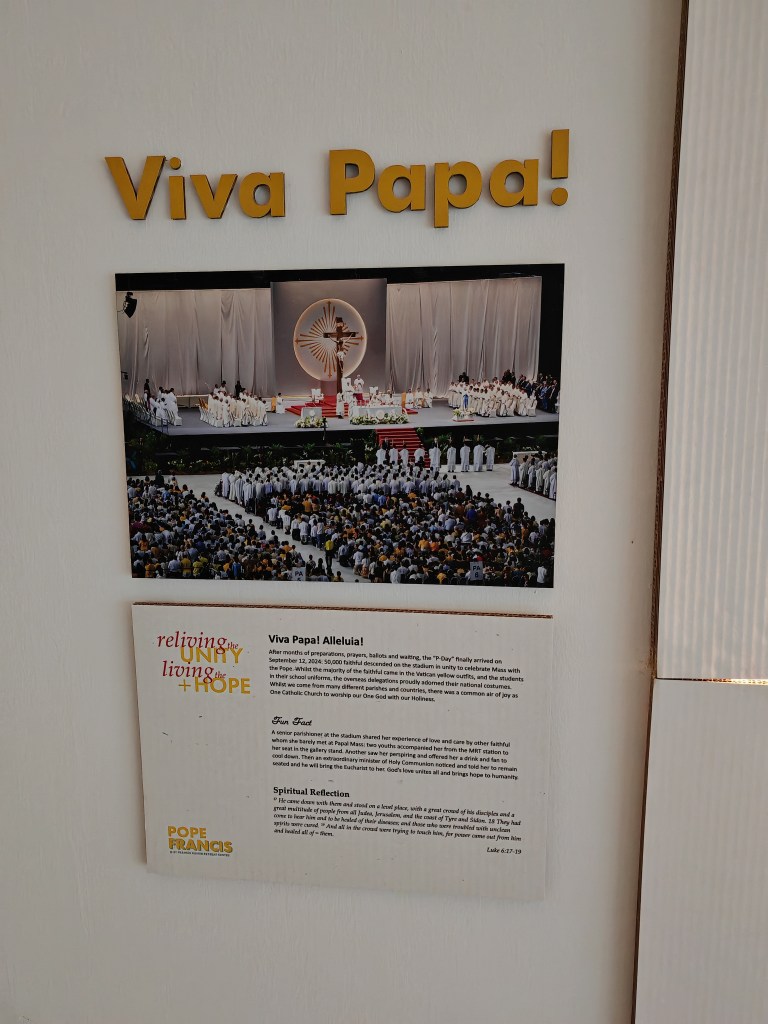 Viva Papa!
PA
PA
reliving the
UNITY
living the
+HOPE
Viva Papa! Alleluia!
After months of preparations, prayers, ballots and waiting, the "P-Day" finally arrived on
September 12, 2024; 50,000 faithful descended on the stadium in unity to celebrate Mass with
the Pope. Whilst the majority of the faithful came in the Vatican yellow outfits, and the students
in their school uniforms, the overseas delegations proudly adorned their national costumes.
Whilst we come from many different parishes and countries, there was a common air of joy as
One Catholic Church to worship our One God with our Holiness.
Fun Fact
A senior parishioner at the stadium shared her experience of love and care by other faithful
whom she barely met at Papal Mass: two youths accompanied her from the MRT station to
her seat in the gallery stand. Another saw her perspiring and offered her a drink and fan to
cool down. Then an extraordinary minister of Holy Communion noticed and told her to remain
seated and he will bring the Eucharist to her. God's love unites all and brings hope to humanity.
Spiritual Reflection
17 He came down with them and stood on a level place, with a great crowd of his disciples and a
great multitude of people from all Judea, Jerusalem, and the coast of Tyre and Sidon. 18 They had
come to hear him and to be healed of their diseases; and those who were troubled with unclean
spirits were cured. 19 And all in the crowd were trying to touch him, for power came out from him
and healed all of – them.
Luke 6:17-19
POPE
FRANCIS